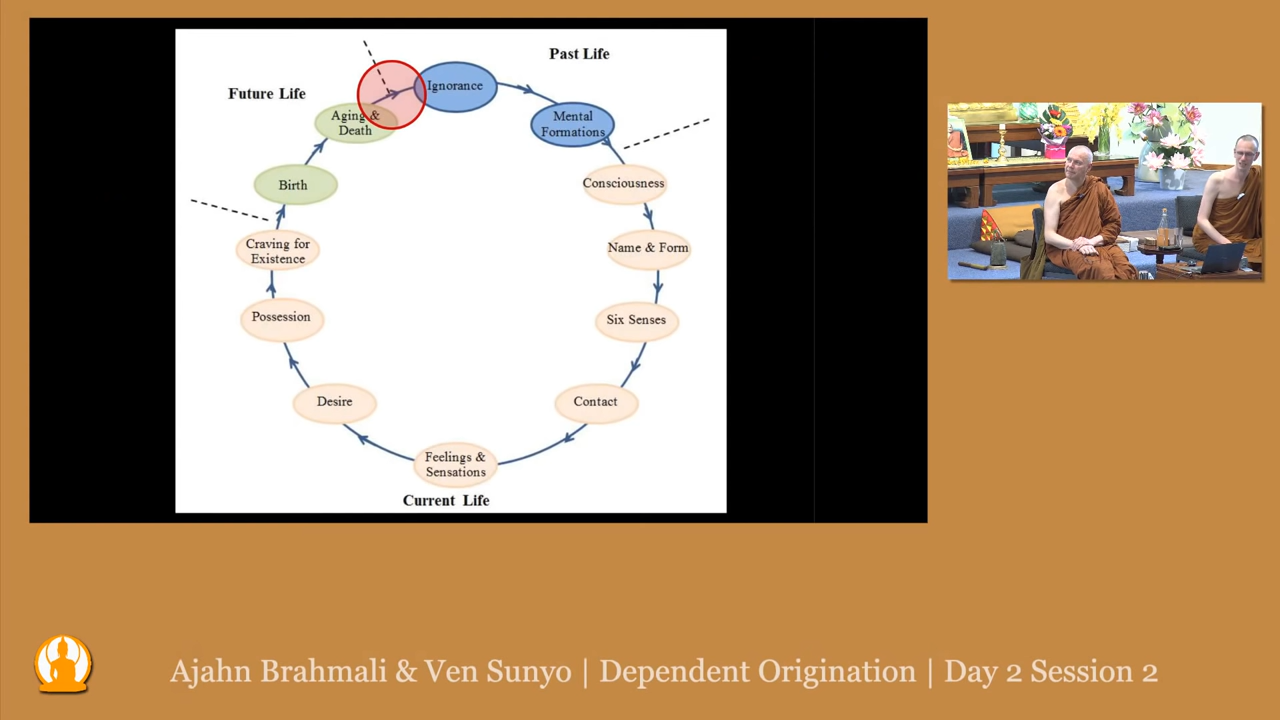 Past Life
Future Life
Ignorance
Mental
Formations
Consciousness
Name & Form
Six Senses
Contact
Feelings &
Sensations
Desire
Possession
Craving for
Existence
Birth
Aging &
Death
Current Life
Ajahn Brahmali & Ven Sunyo | Dependent Origination | Day 2 Session 2